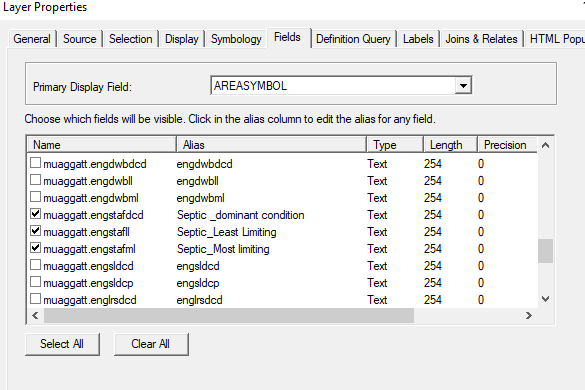 Layer Properties
General Source Selection Display Symbology Fields Definition Query Labels Joins & Relates HTML Popu
Primary Display Field: AREASYMBOL
Choose which fields will be visible. Click in the alias column to edit the alias for any field.
Name Alias Type Length Precision
muaggatt.engdwbdcd engdwbdcd Text 254 0
muaggatt.engdwbll engdwbll Text 254 0
muaggatt.engdwbml engdwbml Text 254 0
muaggatt.engstafdcd Septic _dominant condition Text 254 0
muaggatt.engstafll Septic_Least Limiting Text 254 0
muaggatt.engstafml Septic_Most limiting Text 254 0
muaggatt.engsldcd engsldcd Text 254 0
muaggatt.engsldcp engsldcp Text 254 0
muaggatt.englrsdcd englrsdcd Text 254 0
Select All Clear All